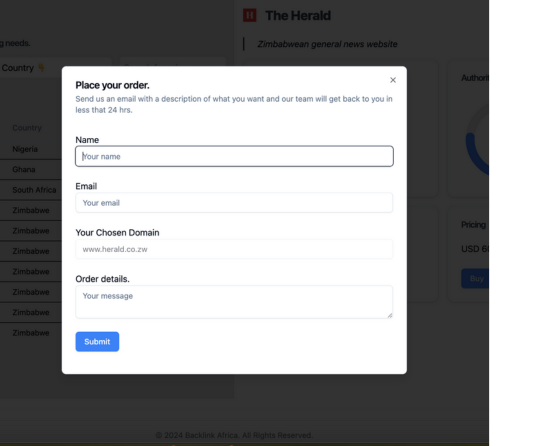 H The Herald
Zimbabwean general news website
g needs.
Country
Authori
Place your order.
Send us an email with a description of what you want and our team will get back to you in
less that 24 hrs.
Name
Your name
Email
Your email
Your Chosen Domain
www.herald.co.zw
Order details.
Your message
Submit
Country
Nigeria
Ghana
South Africa
Zimbabwe
Zimbabwe
Zimbabwe
Zimbabwe
Zimbabwe
Zimbabwe
Zimbabwe
Pricing
USD 60
Buy
© 2024 Backlink Africa. All Rights Reserved.